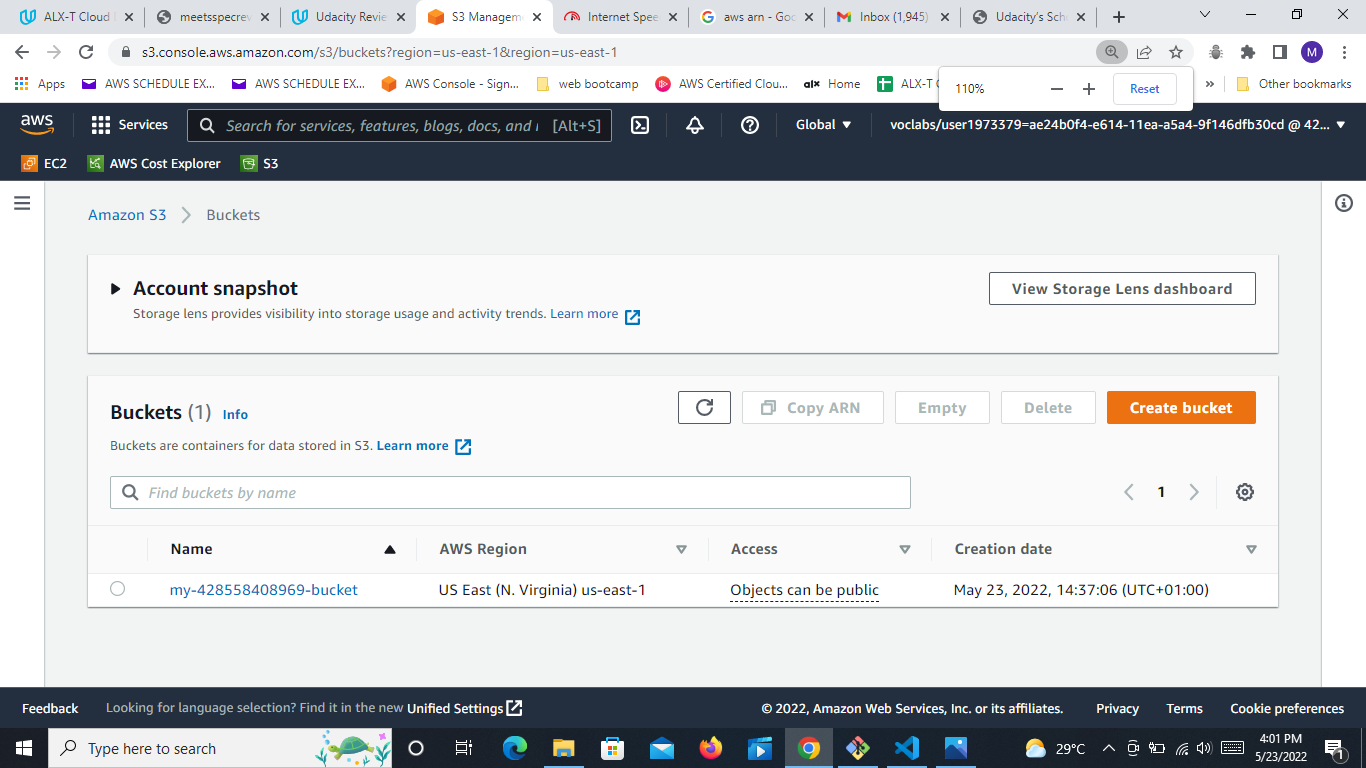 ALX-T Cloud
meetsspecrev
Udacity Revie
S3 Managem
Internet Spee
aws arn - Goo
Inbox (1,945)
Udacity's Sch
s3.console.aws.amazon.com/s3/buckets?region=us-east-1&region=us-east-1
M
Apps
AWS SCHEDULE EX...
AWS SCHEDULE EX...
AWS Console - Sign...
web bootcamp
AWS Certified Clou...
alx Home
ALX-T C
»
Other bookmarks
110%
Reset
aws
Services
Search for services, features, blogs, docs, and [Alt+S]
Global
voclabs/user1973379=ae24b0f4-e614-11ea-a5a4-9f146dfb30cd @ 42...
EC2
AWS Cost Explorer
S3
Amazon S3
Buckets
Account snapshot
View Storage Lens dashboard
Storage lens provides visibility into storage usage and activity trends. Learn more
Buckets (1) Info
Copy ARN
Empty
Delete
Create bucket
Buckets are containers for data stored in S3. Learn more
Find buckets by name
1
Name
AWS Region
Access
Creation date
my-428558408969-bucket
US East (N. Virginia) us-east-1
Objects can be public
May 23, 2022, 14:37:06 (UTC+01:00)
Feedback
Looking for language selection? Find it in the new Unified Settings
© 2022, Amazon Web Services, Inc. or its affiliates.
Privacy
Terms
Cookie preferences
Type here to search
29°C
4:01 PM
5/23/2022
1